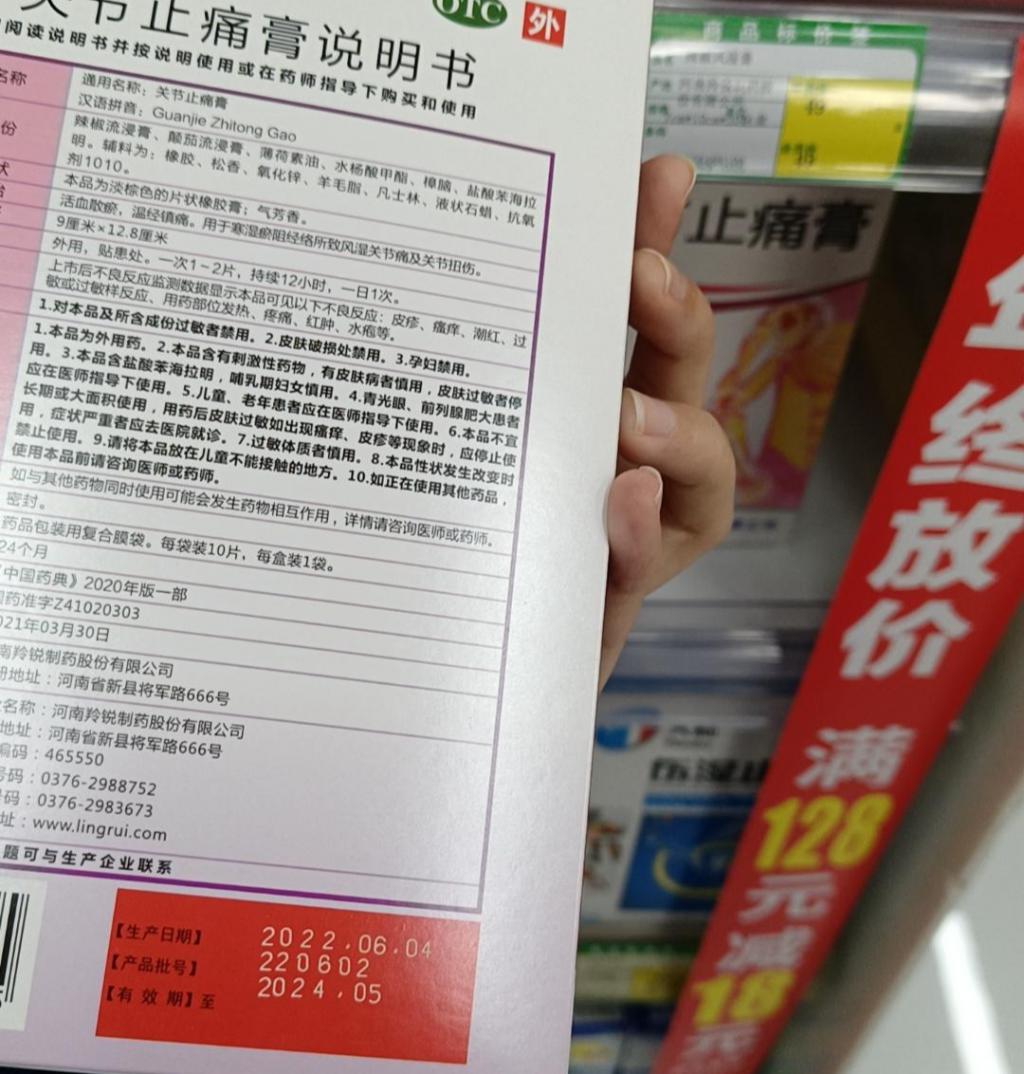 关节止痛膏说明书
OTC
外
阅读说明书并按说明使用或在药师指导下购买和使用
名称
通用名称：关节止痛膏
汉语拼音：Guanjie Zhitong Gao
份
辣椒流浸膏、颠茄流浸膏、薄荷素油、水杨酸甲酯、樟脑、盐酸苯海拉
明。辅料为：橡胶、松香、氧化锌、羊毛脂、凡士林、液状石蜡、抗氧
剂1010。
状
本品为淡棕色的片状橡胶膏；气芳香。
活血散瘀，温经镇痛。用于寒湿瘀阻经络所致风湿关节痛及关节扭伤。
9厘米×12.8厘米
外用，贴患处。一次1～2片，持续12小时，一日1次。
上市后不良反应监测数据显示本品可见以下不良反应：皮疹、瘙痒、潮红、过
敏或过敏样反应、用药部位发热、疼痛、红肿、水疱等。
1.对本品及所含成份过敏者禁用。2.皮肤破损处禁用。3.孕妇禁用。
1.本品为外用药。2.本品含有刺激性药物，有皮肤病者慎用，皮肤过敏者停
用。3.本品含盐酸苯海拉明，哺乳期妇女慎用。4.青光眼、前列腺肥大患者
应在医师指导下使用。5.儿童、老年患者应在医师指导下使用。6.本品不宜
长期或大面积使用，用药后皮肤过敏如出现瘙痒、皮疹等现象时，应停止使
用，症状严重者应去医院就诊。7.过敏体质者慎用。8.本品性状发生改变时
禁止使用。9.请将本品放在儿童不能接触的地方。10.如正在使用其他药品，
使用本品前请咨询医师或药师。
如与其他药物同时使用可能会发生药物相互作用，详情请咨询医师或药师。
密封。
药品包装用复合膜袋。每袋装10片，每盒装1袋。
24个月
《中国药典》2020年版一部
国药准字Z41020303
2021年03月30日
南羚锐制药股份有限公司
册地址：河南省新县将军路666号
名称：河南羚锐制药股份有限公司
地址：河南省新县将军路666号
编码：465550
号码：0376-2988752
码：0376-2983673
址：www.lingrui.com
题可与生产企业联系
【生产日期】 2022.06.04
【产品批号】 220602
【有 效 期】至 2024.05
商品标价签
49
止痛膏
年终放价
满128元减18元